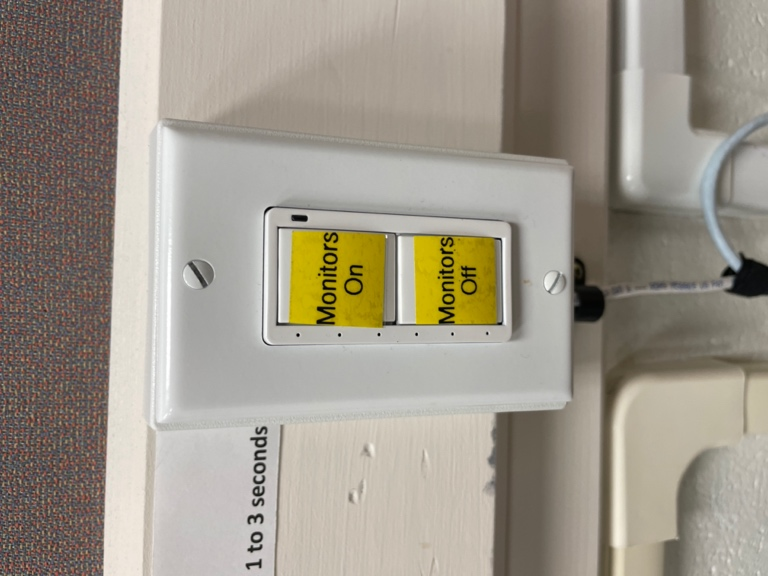 Monitors
On
Monitors
Off
1 to 3 seconds